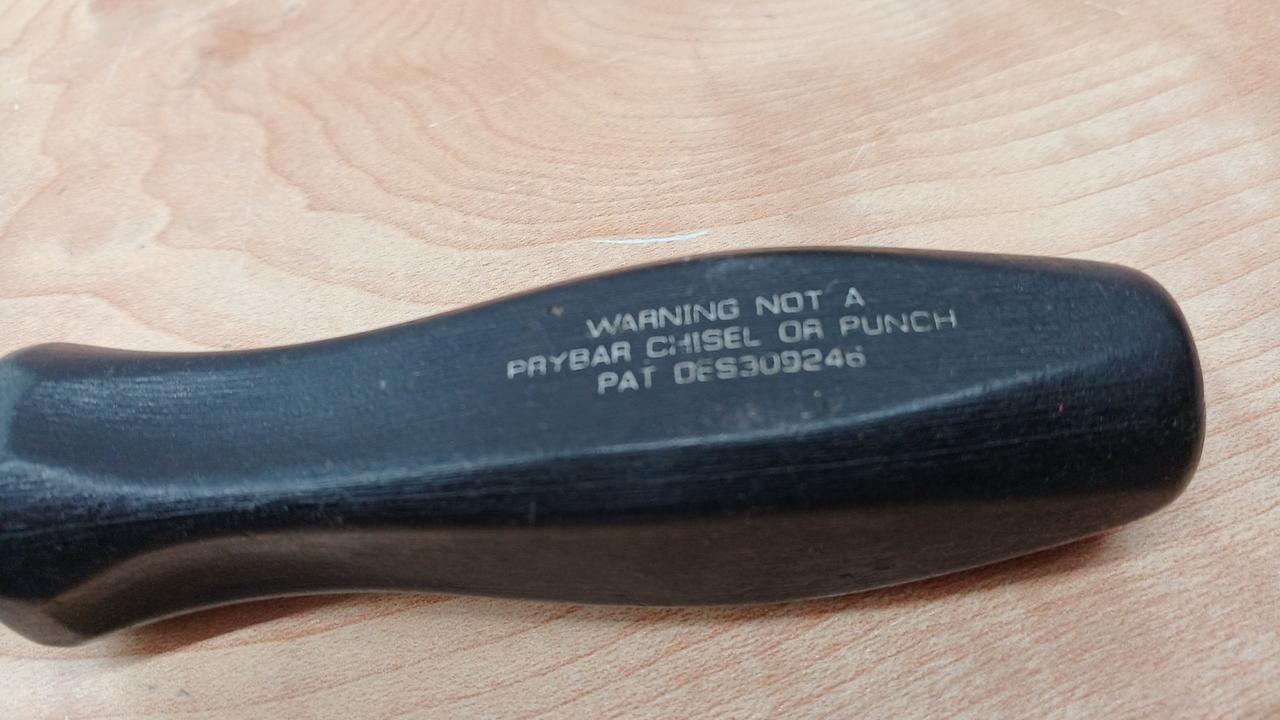 WARNING NOT A
PRYBAR CHISEL OR PUNCH
PAT DES309246